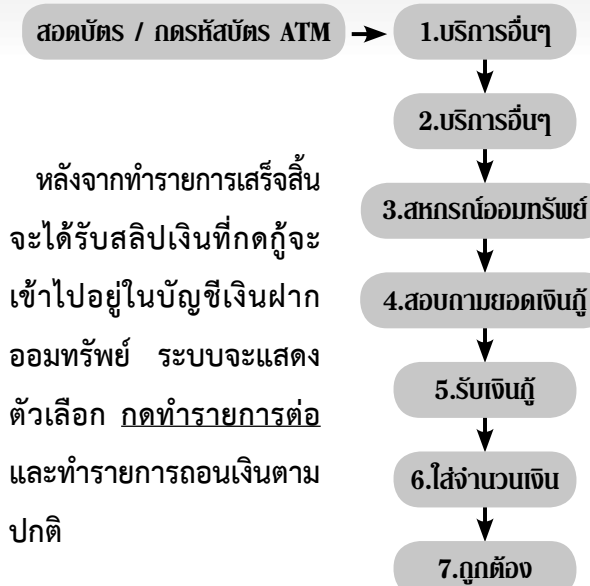 สอดบัตร / กดรหัสบัตร ATM
1.บริการอื่นๆ
2.บริการอื่นๆ
3.สหกรณ์ออมทรัพย์
4.สอบถามยอดเงินกู้
5.รับเงินกู้
6.ใส่จำนวนเงิน
7.ถูกต้อง
หลังจากทำรายการเสร็จสิ้น
จะได้รับสลิปเงินที่กดกู้จะ
เข้าไปอยู่ในบัญชีเงินฝาก
ออมทรัพย์ ระบบจะแสดง
ตัวเลือก กดทำรายการต่อ
และทำรายการถอนเงินตาม
ปกติ